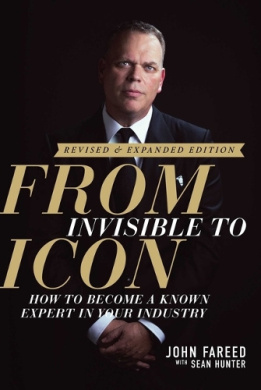 REVISED & EXPANDED EDITION
FROM
INVISIBLE TO
ICON
HOW TO BECOME A KNOWN
EXPERT IN YOUR INDUSTRY
JOHN FAREED
WITH SEAN HUNTER